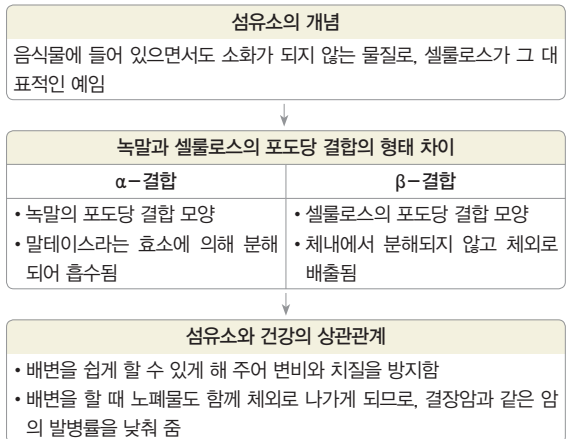 섬유소의 개념
음식물에 들어 있으면서도 소화가 되지 않는 물질로, 셀룰로스가 그 대
표적인 예임
녹말과 셀룰로스의 포도당 결합의 형태 차이
α-결합
• 녹말의 포도당 결합 모양
• 말테이스라는 효소에 의해 분해
되어 흡수됨
β-결합
• 셀룰로스의 포도당 결합 모양
• 체내에서 분해되지 않고 체외로
배출됨
섬유소와 건강의 상관관계
• 배변을 쉽게 할 수 있게 해 주어 변비와 치질을 방지함
• 배변을 할 때 노폐물도 함께 체외로 나가게 되므로, 결장암과 같은 암
의 발병률을 낮춰 줌